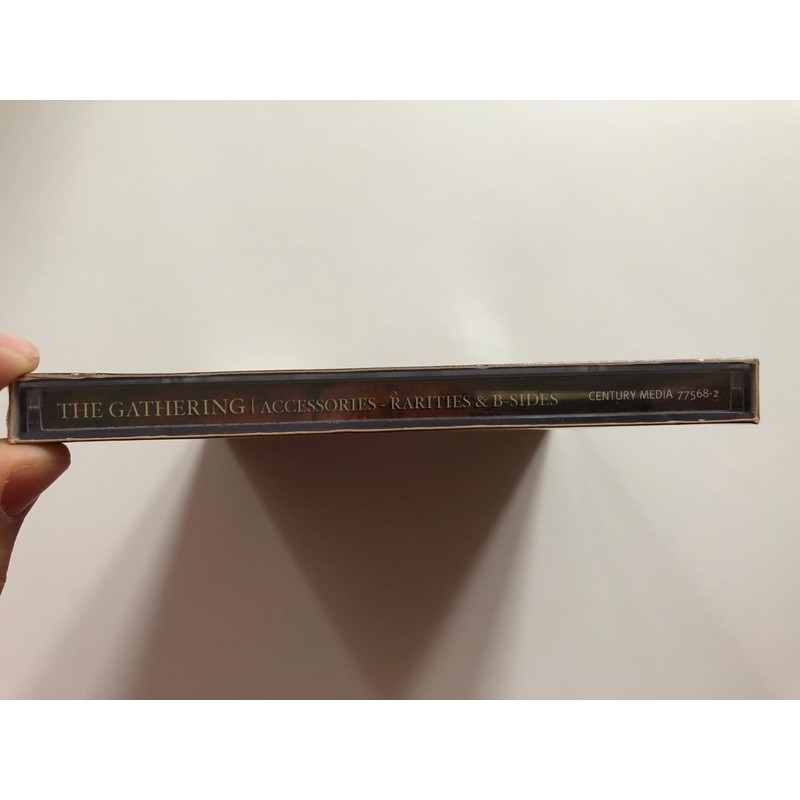 THE GATHERING | ACCESSORIES - RARITIES & B-SIDES CENTURY MEDIA 77568-2